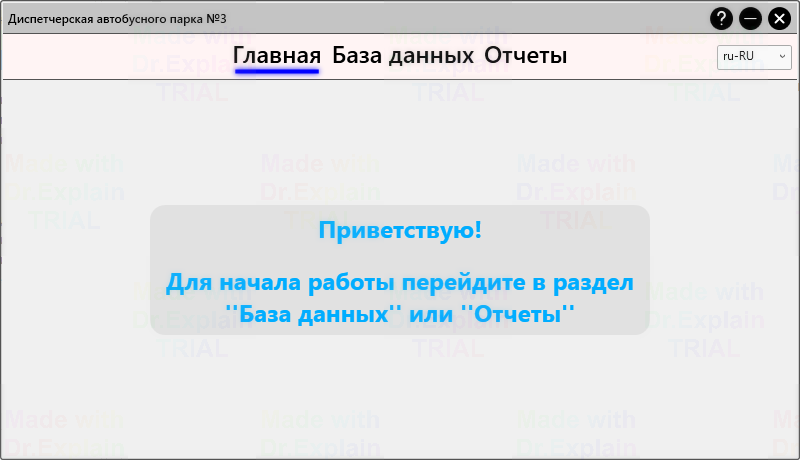 Диспетчерская автобусного парка №3
Главная База данных Отчеты
ru-RU
Приветствую!
Для начала работы перейдите в раздел
''База данных'' или ''Отчеты''
Made with
Dr.Explain
TRIAL